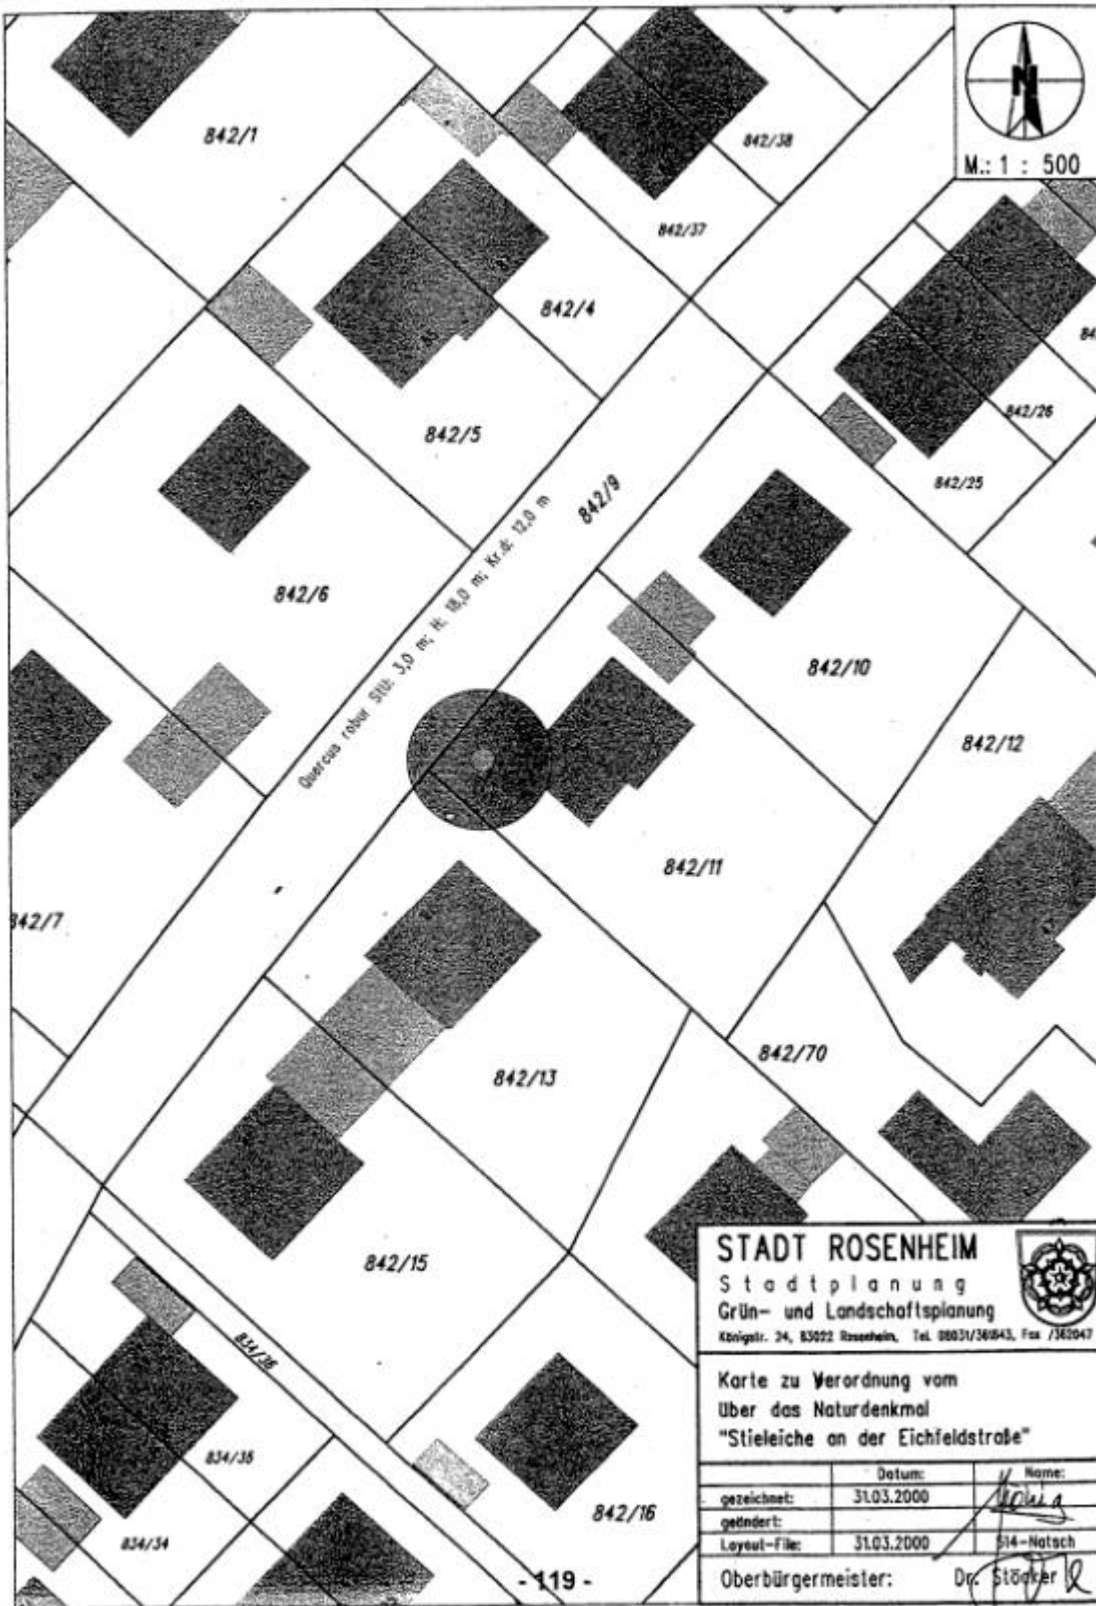 N
M.: 1 : 500
842/1
842/38
842/37
842/4
842/5
842/26
842/25
842/9
Quercus robur StU: 3,0 m; H: 18,0 m; Kr.d: 12,0 m
842/6
842/10
842/12
842/11
842/7
842/70
842/13
842/15
834/36
834/35
834/34
842/16
STADT ROSENHEIM
Stadtplanung
Grün- und Landschaftsplanung
Königstr. 24, 83022 Rosenheim, Tel. 08031/361643, Fax /362047
Karte zu Verordnung vom
über das Naturdenkmal
"Stieleiche an der Eichfeldstraße"
Datum: Name:
gezeichnet: 31.03.2000
geändert:
Layout-File: 31.03.2000 514-Natsch
Oberbürgermeister: Dr. Stöcker
- 119 -